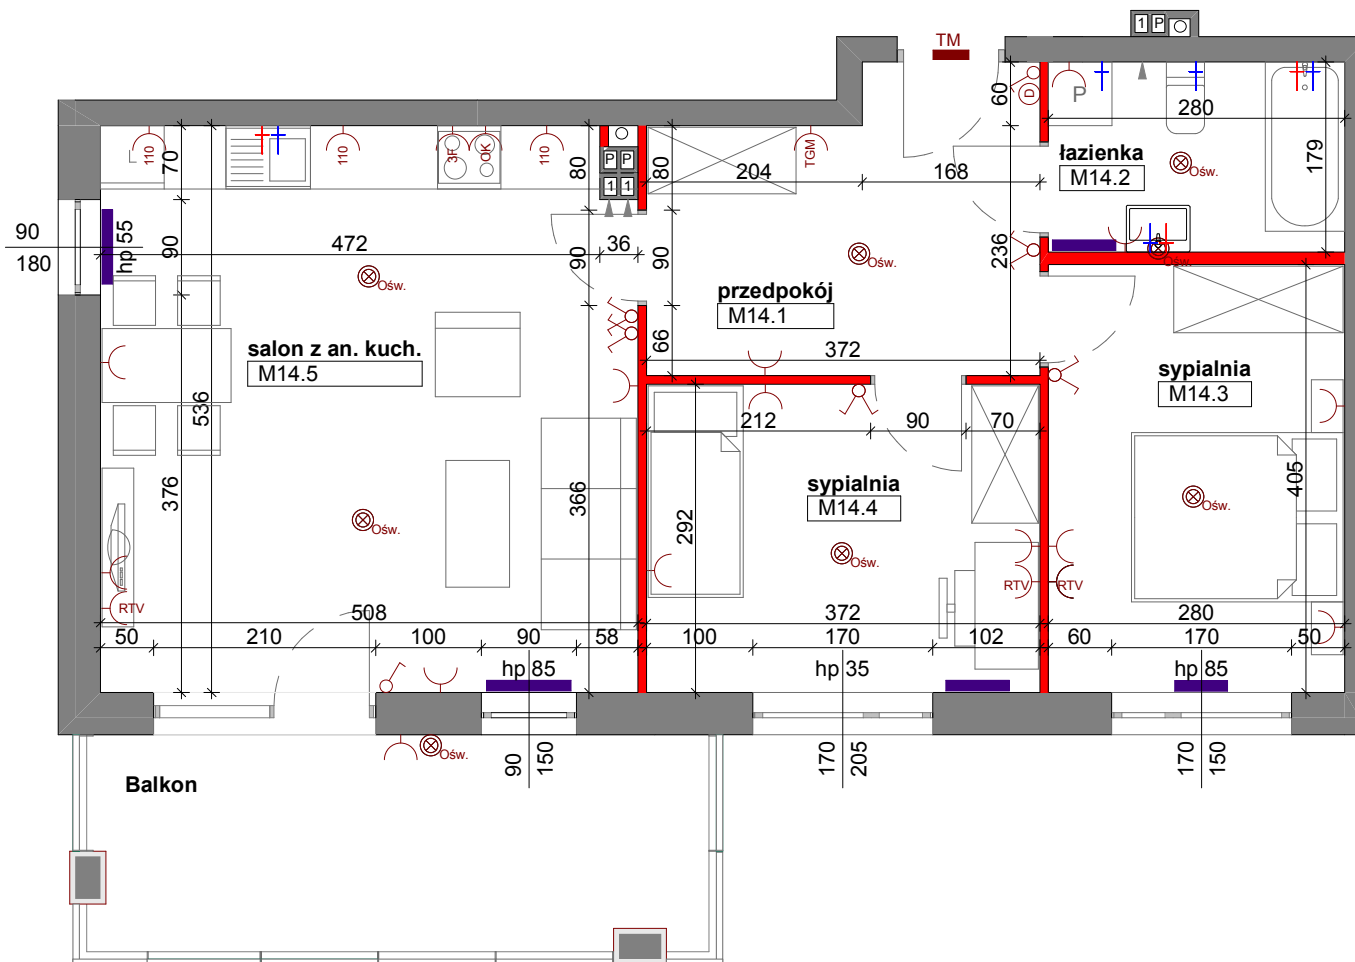 1 P
TM
60
D
P
280
179
łazienka
M14.2
Ośw.
70
110
110
3F
OK
110
80
P P
1 1
80
204
TGM
168
90
180
hp 55
90
472
36
90
90
236
Ośw.
Ośw.
Ośw.
przedpokój
M14.1
66
372
salon z an. kuch.
M14.5
sypialnia
M14.3
536
376
366
212
90
70
405
sypialnia
M14.4
292
Ośw.
Ośw.
Ośw.
RTV
RTV
RTV
508
372
280
50
210
100
90
58
100
170
102
60
170
50
hp 85
hp 35
hp 85
Ośw.
90
150
170
205
170
150
Balkon